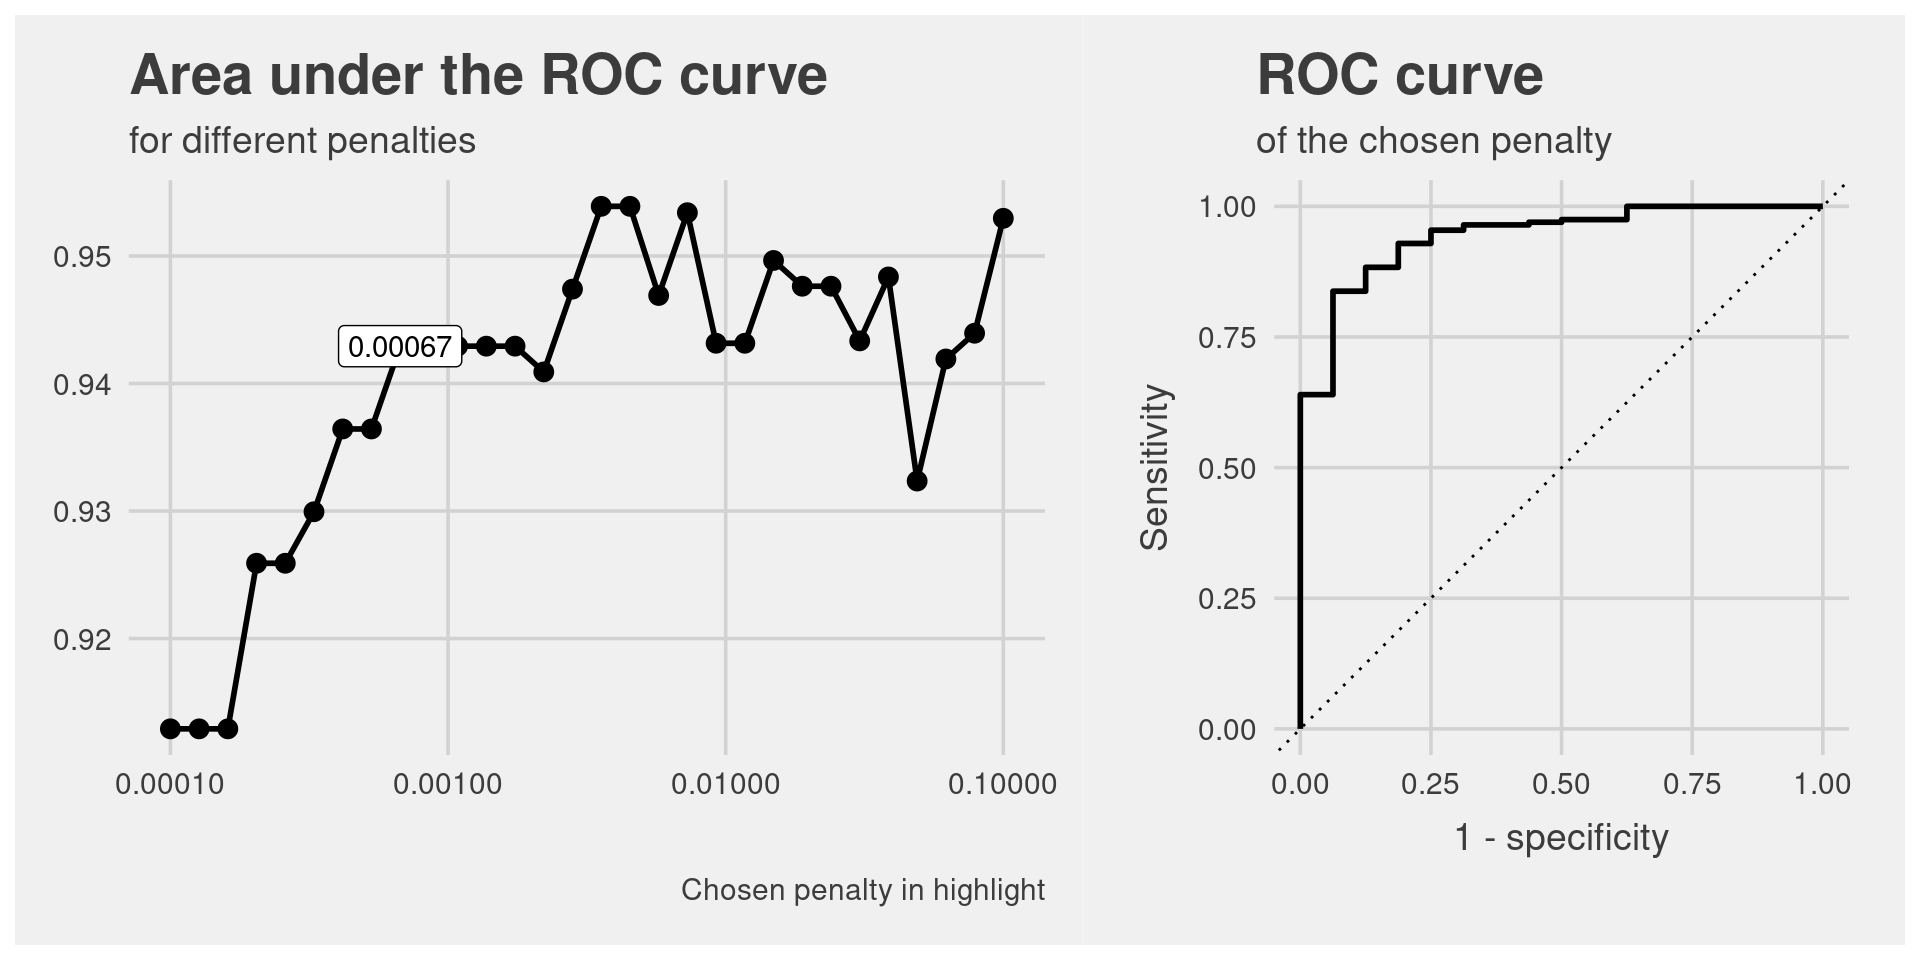 Area under the ROC curve
for different penalties
0.95
0.94
0.93
0.92
0.00067
0.00010 0.00100 0.01000 0.10000
Chosen penalty in highlight
ROC curve
of the chosen penalty
Sensitivity
1.00
0.75
0.50
0.25
0.00
0.00 0.25 0.50 0.75 1.00
1 - specificity